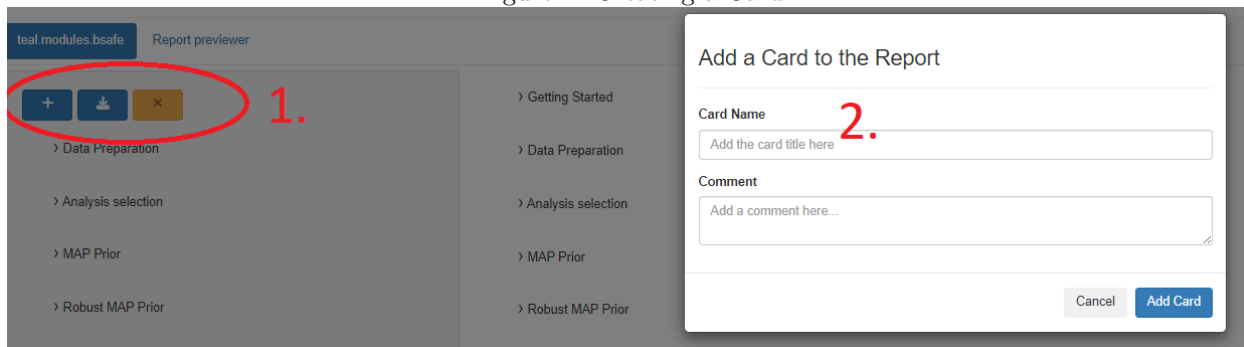 teal.modules.bsafe Report previewer
1.
› Data Preparation
› Analysis selection
› MAP Prior
› Robust MAP Prior
› Getting Started
› Data Preparation
› Analysis selection
› MAP Prior
› Robust MAP Prior
Add a Card to the Report
Card Name
2.
Add the card title here
Comment
Add a comment here...
Cancel Add Card